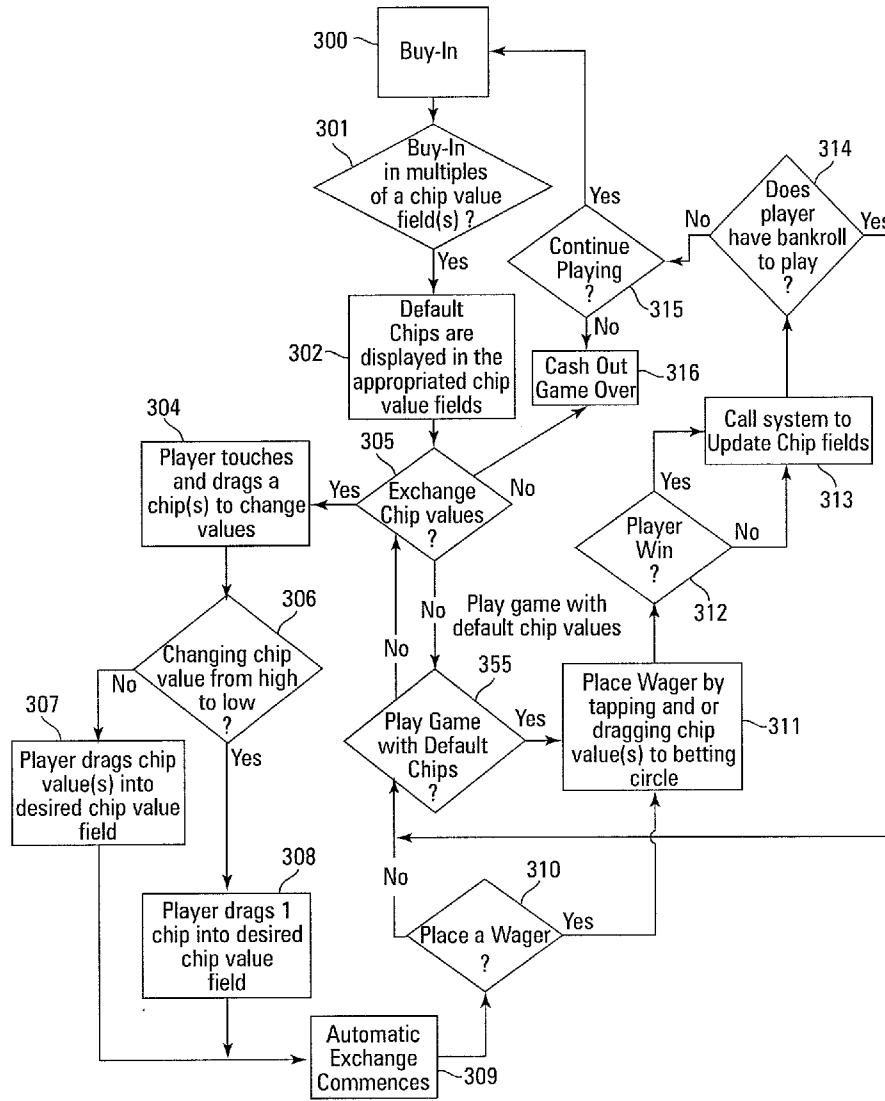 300
Buy-In
301
Buy-In
in multiples
of a chip value
field(s) ?
Yes
302
Default
Chips are
displayed in the
appropriated chip
value fields
314
Does
player
have bankroll
to play
?
No
Yes
Yes
Continue
Playing
?
315
No
Cash Out
Game Over
316
304
Player touches
and drags a
chip(s) to change
values
305
Exchange
Chip values
?
Yes
No
No
Call system to
Update Chip fields
313
Yes
Player
Win
?
No
312
306
Changing chip
value from high
to low
?
No
Yes
Play game with
default chip values
No
355
Play Game
with Default
Chips
?
Yes
Place Wager by
tapping and or
dragging chip
value(s) to betting
circle
311
307
Player drags chip
value(s) into
desired chip value
field
308
Player drags 1
chip into desired
chip value
field
No
310
Place a Wager
?
Yes
Automatic
Exchange
Commences
309